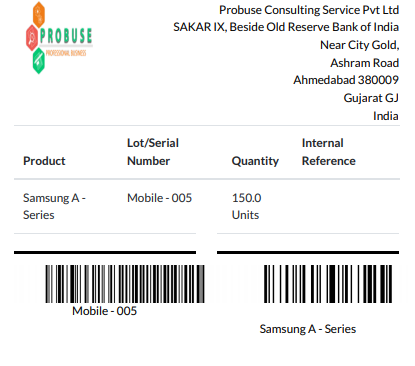 PROBUSE
PROFESSIONAL BUSINESS
Probuse Consulting Service Pvt Ltd
SAKAR IX, Beside Old Reserve Bank of India
Near City Gold,
Ashram Road
Ahmedabad 380009
Gujarat GJ
India
Product
Lot/Serial
Number
Quantity
Internal
Reference
Samsung A -
Series
Mobile - 005
150.0
Units
Mobile - 005
Samsung A - Series